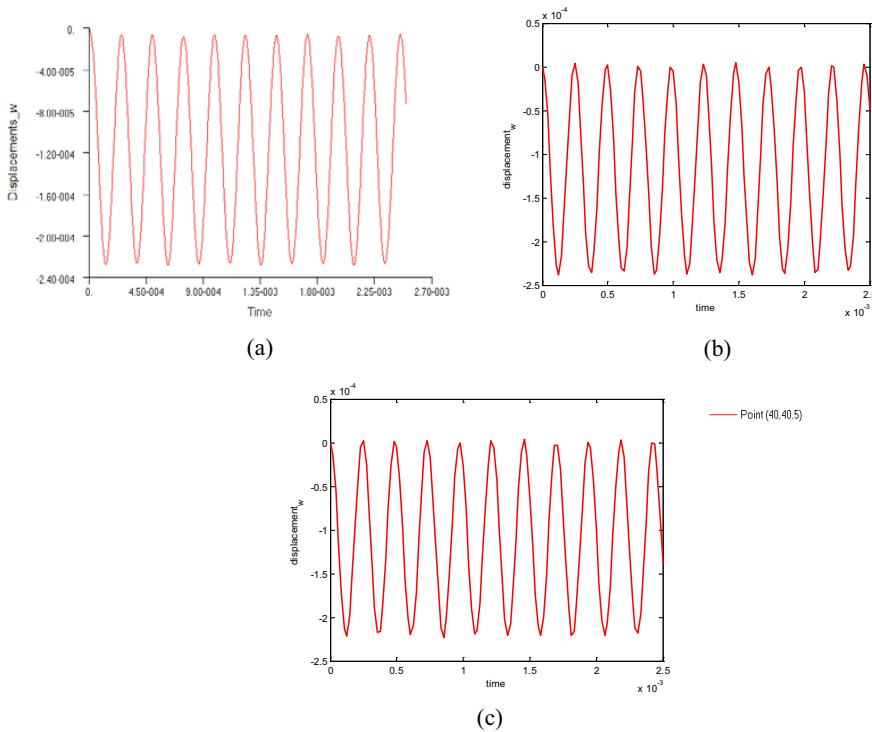 0.
-4.00-005
-8.00-005
-1.20-004
-1.60-004
-2.00-004
-2.40-004
Displacements_w
0. 4.50-004 9.00-004 1.35-003 1.80-003 2.25-003 2.70-003
Time
(a)
x 10-4
0.5
0
-0.5
-1
-1.5
-2
-2.5
displacementw
0 0.5 1 1.5 2 2.5
time
x 10-3
(b)
x 10-4
0.5
0
-0.5
-1
-1.5
-2
-2.5
displacementw
0 0.5 1 1.5 2 2.5
time
x 10-3
Point (40,40,5)
(c)